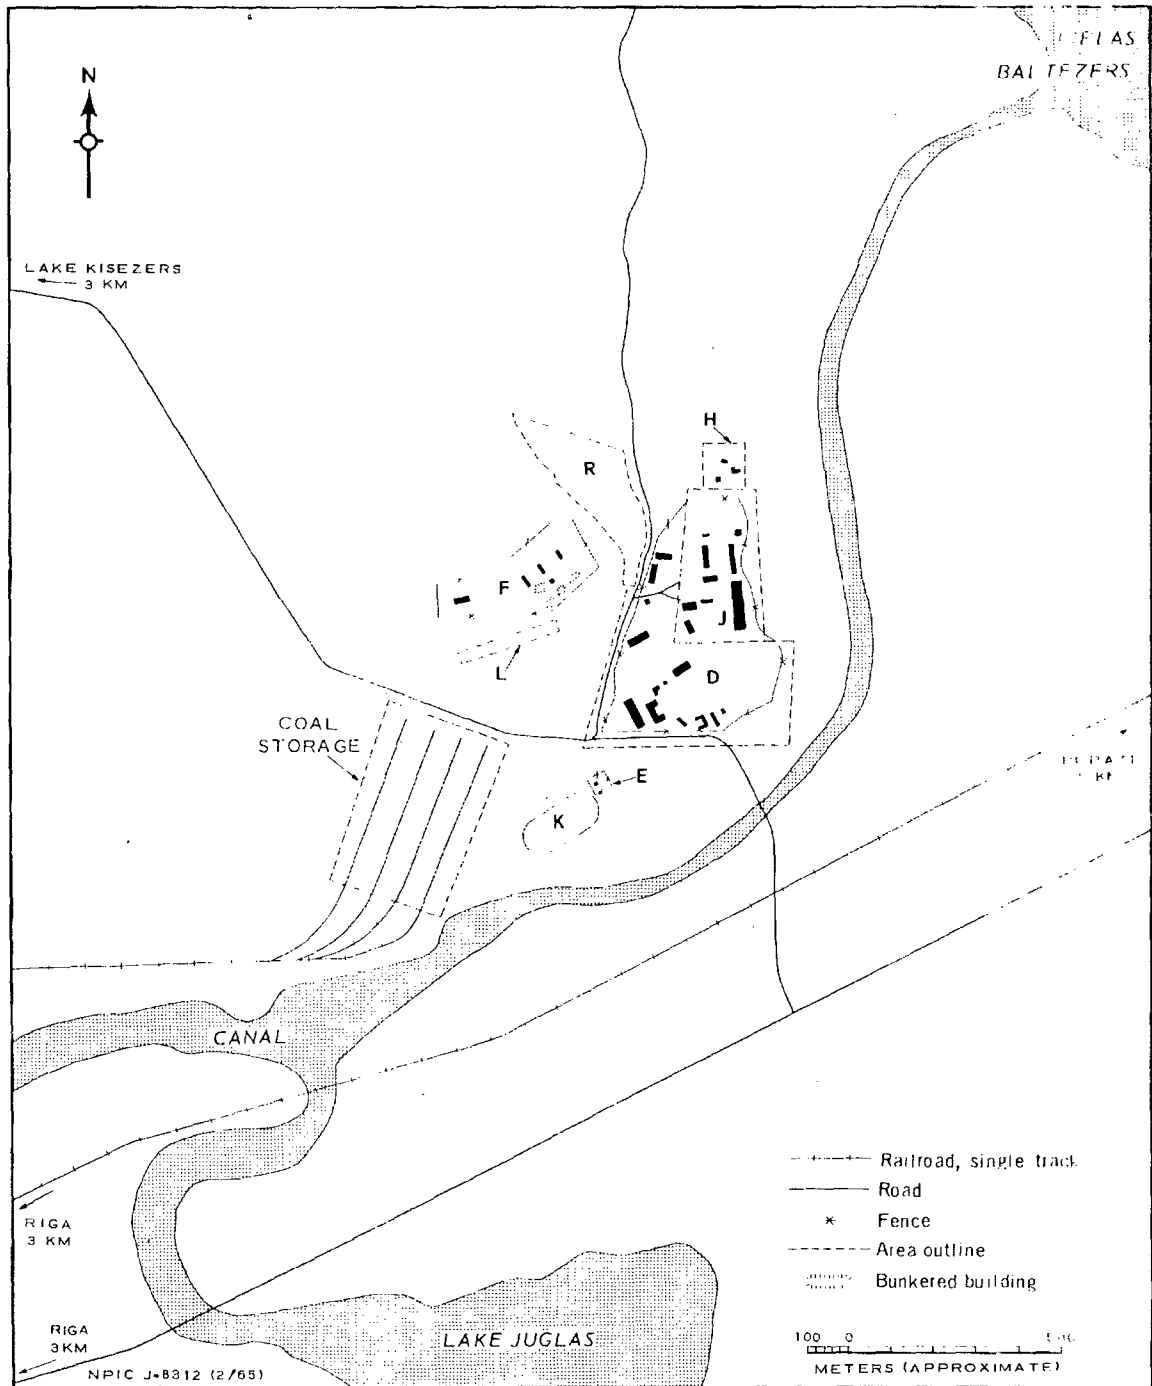 BALTEZERS
N
LAKE KISEZERS
3 KM
H
R
F
J
L
D
COAL
STORAGE
E
K
CANAL
Railroad, single track
Road
Fence
Area outline
Bunkered building
RIGA
3 KM
RIGA
3KM
LAKE JUGLAS
100 0
METERS (APPROXIMATE)
NPIC J-8312 (2/65)